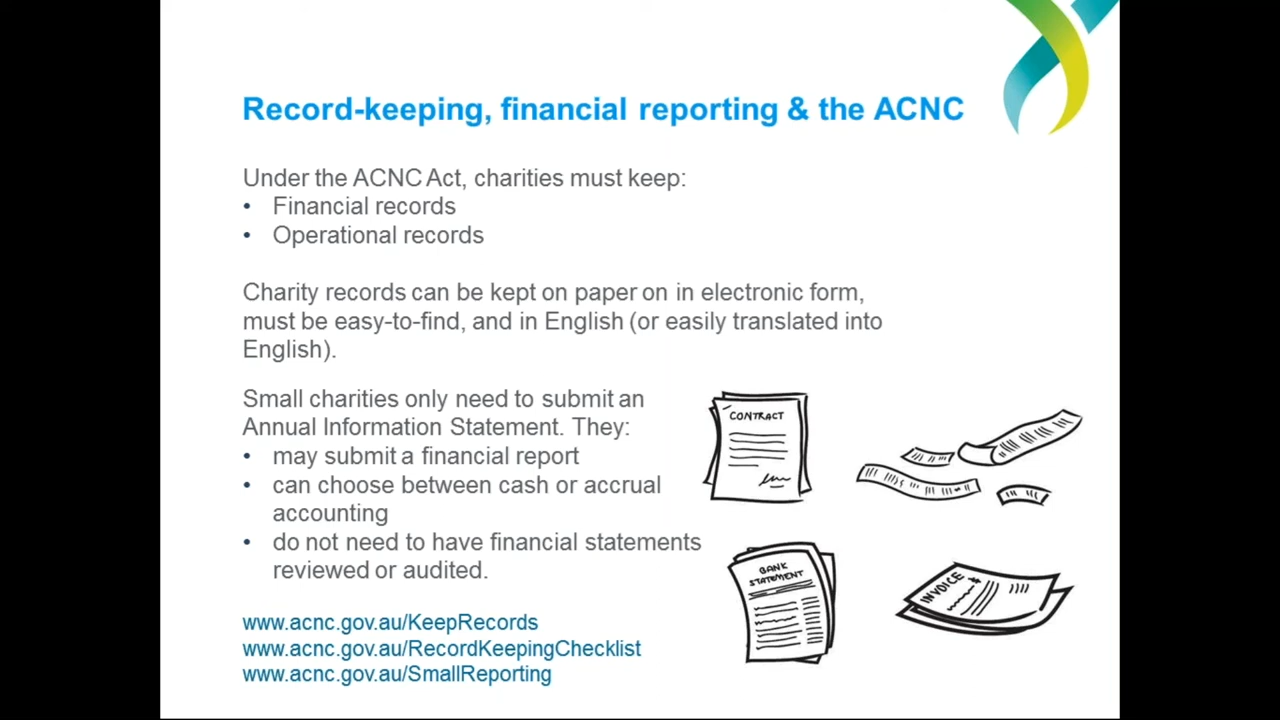 Record-keeping, financial reporting & the ACNC
Under the ACNC Act, charities must keep:
• Financial records
• Operational records
Charity records can be kept on paper on in electronic form,
must be easy-to-find, and in English (or easily translated into
English).
Small charities only need to submit an
Annual Information Statement. They:
• may submit a financial report
• can choose between cash or accrual
accounting
• do not need to have financial statements
reviewed or audited.
www.acnc.gov.au/KeepRecords
www.acnc.gov.au/RecordKeepingChecklist
www.acnc.gov.au/SmallReporting
CONTRACT
BANK
STATEMENT
INVOICE